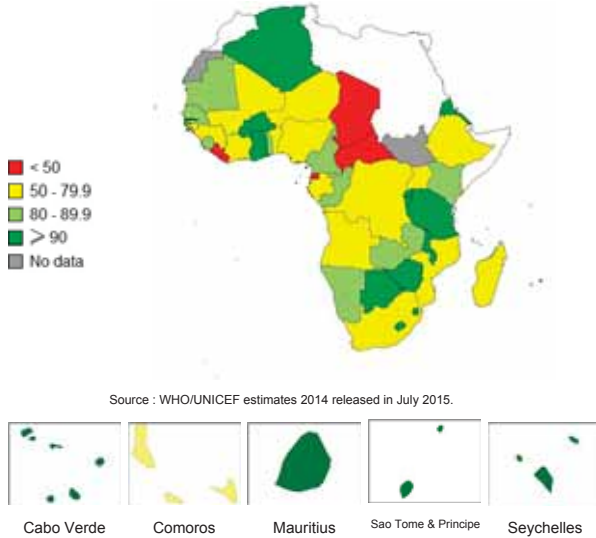 < 50
50 - 79.9
80 - 89.9
⩾ 90
No data
Source : WHO/UNICEF estimates 2014 released in July 2015.
Cabo Verde
Comoros
Mauritius
Sao Tome & Principe
Seychelles